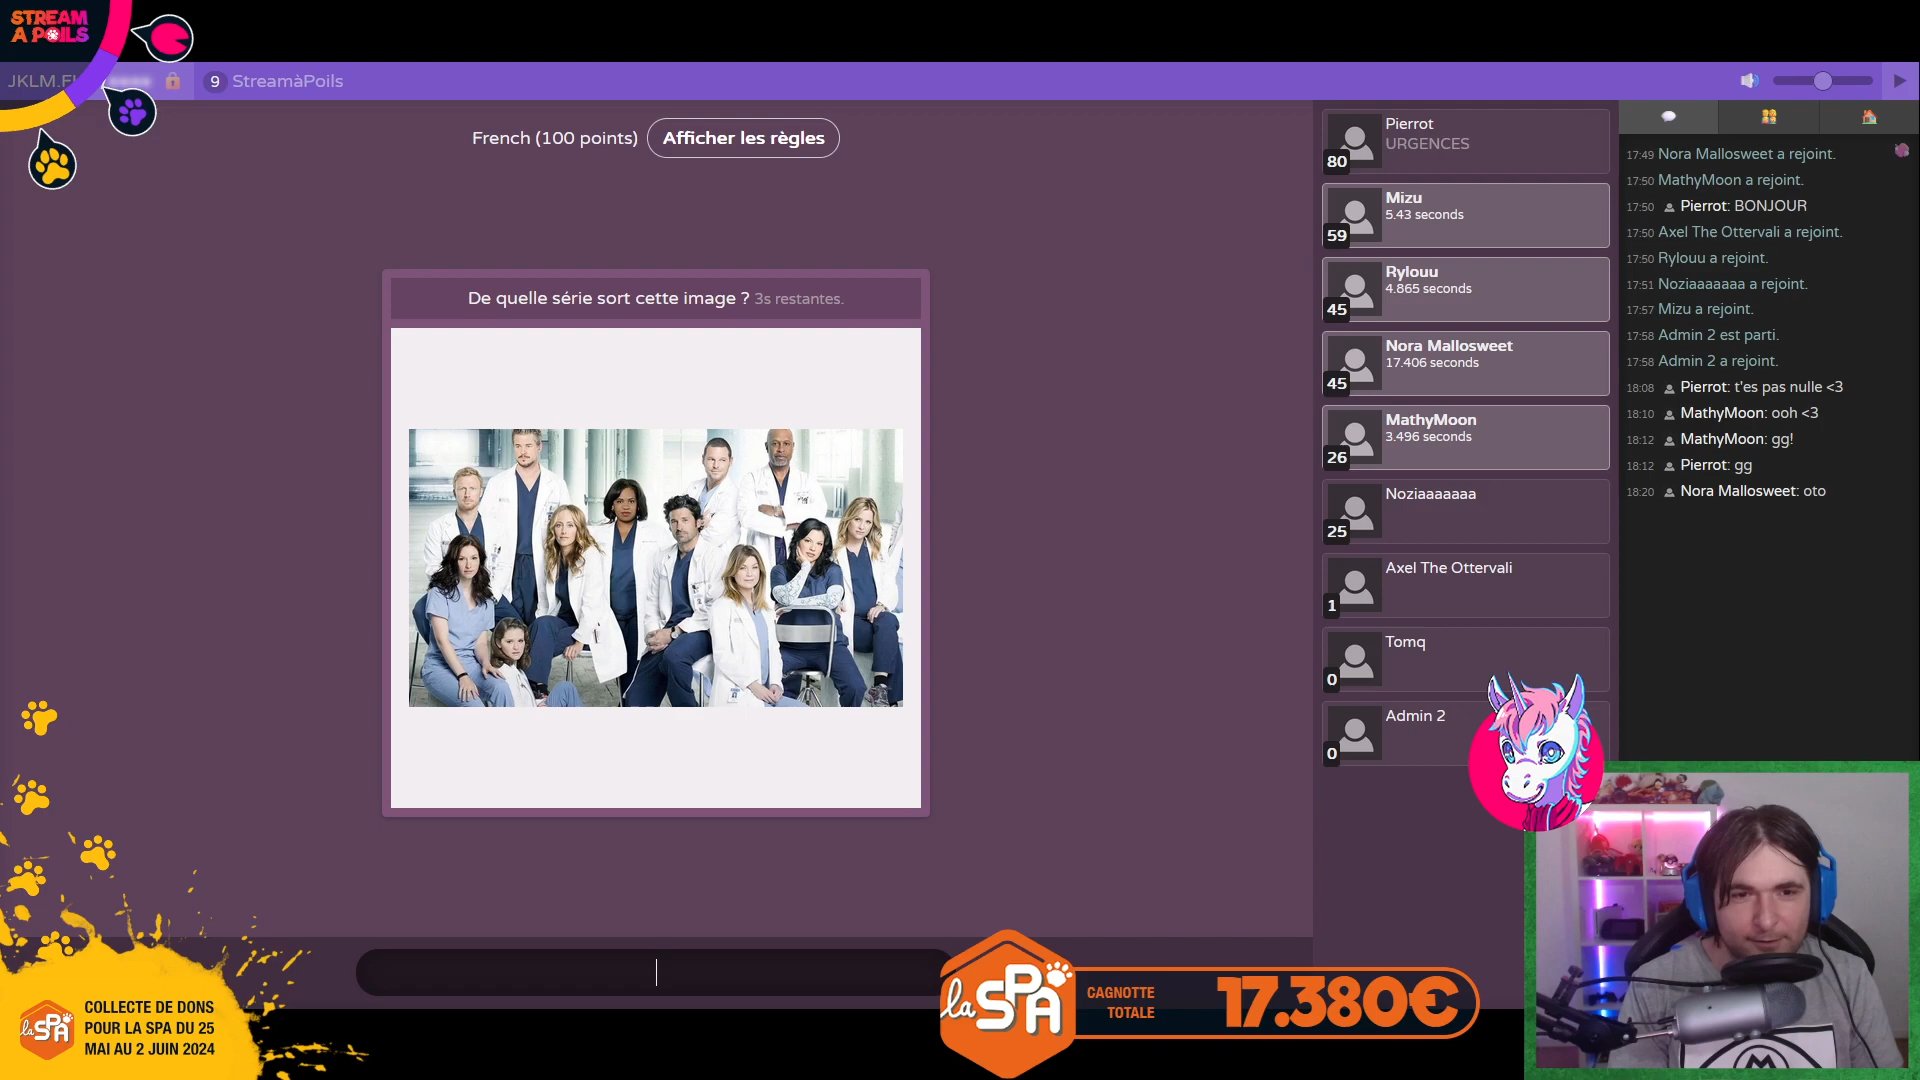 STREAM
A POILS
JKLM.F
9 StreamàPoils
French (100 points) Afficher les règles
De quelle série sort cette image ? 3s restantes.
Pierrot
URGENCES
80
Mizu
5.43 seconds
59
Rylouu
4.865 seconds
45
Nora Mallosweet
17.406 seconds
45
MathyMoon
3.496 seconds
26
Noziaaaaaaa
25
Axel The Ottervali
1
Tomq
0
Admin 2
0
17:49 Nora Mallosweet a rejoint.
17:50 MathyMoon a rejoint.
17:50 Pierrot: BONJOUR
17:50 Axel The Ottervali a rejoint.
17:50 Rylouu a rejoint.
17:51 Noziaaaaaaa a rejoint.
17:57 Mizu a rejoint.
17:58 Admin 2 est parti.
17:58 Admin 2 a rejoint.
18:08 Pierrot: t'es pas nulle <3
18:10 MathyMoon: ooh <3
18:12 MathyMoon: gg!
18:12 Pierrot: gg
18:20 Nora Mallosweet: oto
la SPA
COLLECTE DE DONS
POUR LA SPA DU 25
MAI AU 2 JUIN 2024
la SPA
CAGNOTTE
TOTALE
17.380€
M